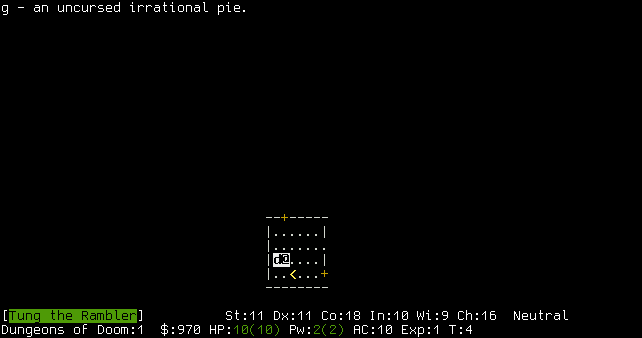 g - an uncursed irrational pie.
--+-----
|......|
|.......
|d@....|
|..<...+
--------
[Tung the Rambler] St:11 Dx:11 Co:18 In:10 Wi:9 Ch:16 Neutral
Dungeons of Doom:1 $:970 HP:10(10) Pw:2(2) AC:10 Exp:1 T:4